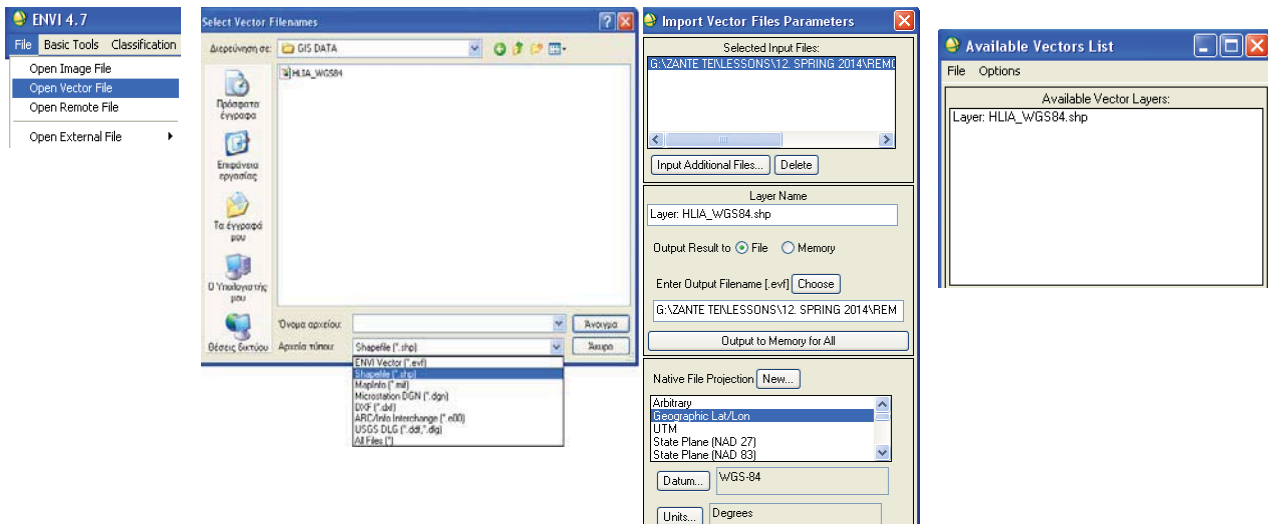 ENVI 4.7
File Basic Tools Classification
Open Image File
Open Vector File
Open Remote File
Open External File
Select Vector Filenames
Διερεύνηση σε: GIS DATA
HLIA_WGS84
Πρόσφατα
έγγραφα
Επιφάνεια
εργασίας
Τα έγγραφά
μου
Ο Υπολογιστής
μου
Θέσεις δικτύου
Όνομα αρχείου:
Άνοιγμα
Αρχεία τύπου: Shapefile (*.shp)
Άκυρο
ENVI Vector (*.evf)
Shapefile (*.shp)
MapInfo (*.mif)
Microstation DGN (*.dgn)
DXF (*.dxf)
ARC/Info Interchange (*.e00)
USGS DLG (*.ddf,*.dlg)
All Files (*)
Import Vector Files Parameters
Selected Input Files:
G:\ZANTE TEI\LESSONS\12. SPRING 2014\REMO
Input Additional Files... Delete
Layer Name
Layer: HLIA_WGS84.shp
Output Result to File Memory
Enter Output Filename [.evf] Choose
G:\ZANTE TEI\LESSONS\12. SPRING 2014\REM
Output to Memory for All
Native File Projection New...
Arbitrary
Geographic Lat/Lon
UTM
State Plane (NAD 27)
State Plane (NAD 83)
Datum... WGS-84
Units... Degrees
Available Vectors List
File Options
Available Vector Layers:
Layer: HLIA_WGS84.shp